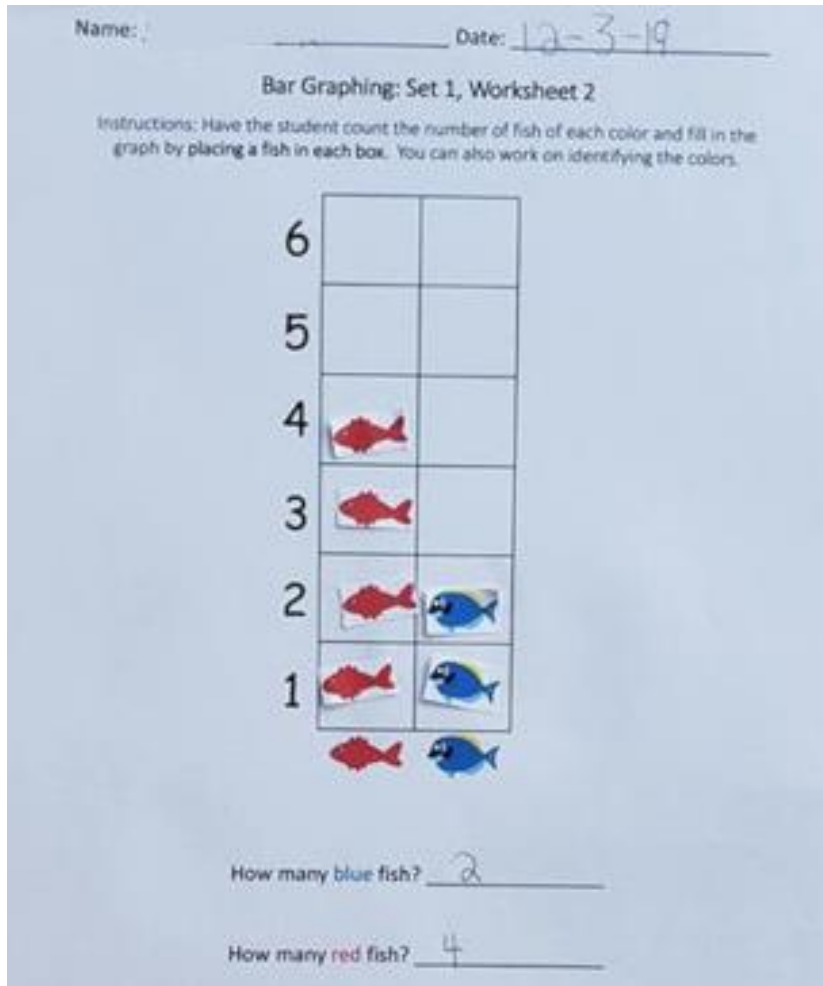 Name: Date: 12-3-19
Bar Graphing: Set 1, Worksheet 2
Instructions: Have the student count the number of fish of each color and fill in the
graph by placing a fish in each box. You can also work on identifying the colors.
6
5
4
3
2
1
How many blue fish? 2
How many red fish? 4